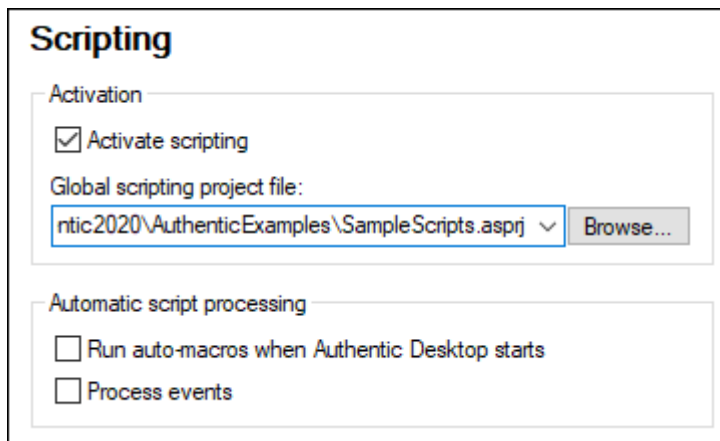 Scripting
Activation
Activate scripting
Global scripting project file:
ntic2020\AuthenticExamples\SampleScripts.asprj
Browse...
Automatic script processing
Run auto-macros when Authentic Desktop starts
Process events